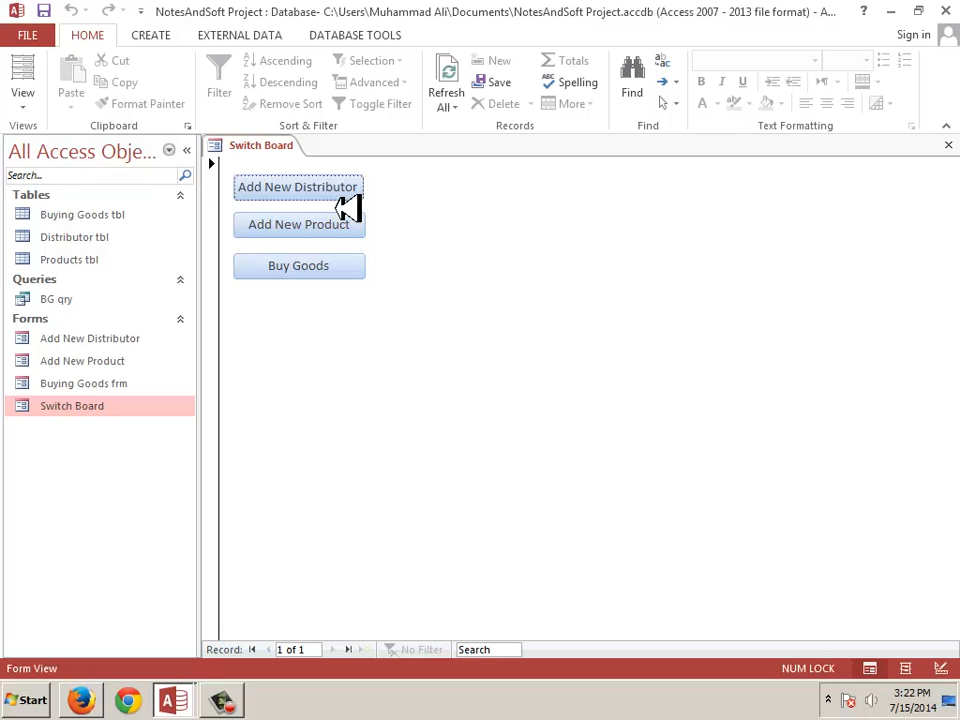 NotesAndSoft Project : Database- C:\Users\Muhammad Ali\Documents\NotesAndSoft Project.accdb (Access 2007 - 2013 file format) - A...
Sign in
FILE HOME CREATE EXTERNAL DATA DATABASE TOOLS
View
Views
Paste
Cut
Copy
Format Painter
Clipboard
Filter
Ascending
Descending
Remove Sort
Selection
Advanced
Toggle Filter
Sort & Filter
Refresh
All
New
Save
Delete
Totals
Spelling
More
Records
Find
Find
B I U
A
Text Formatting
All Access Obje...
Search...
Tables
Buying Goods tbl
Distributor tbl
Products tbl
Queries
BG qry
Forms
Add New Distributor
Add New Product
Buying Goods frm
Switch Board
Switch Board
Add New Distributor
Add New Product
Buy Goods
Record: 1 of 1 No Filter Search
Form View
NUM LOCK
Start
3:22 PM
7/15/2014